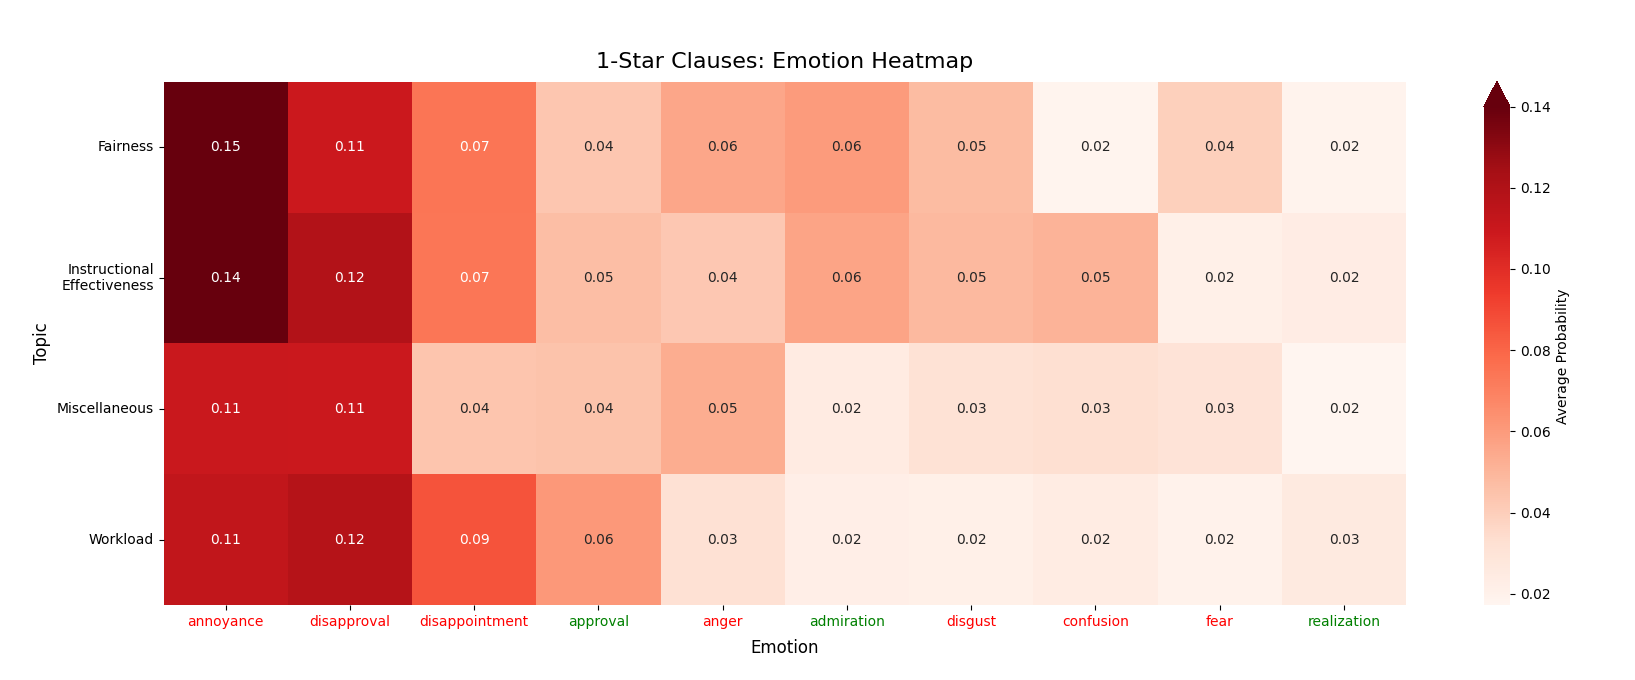 1-Star Clauses: Emotion Heatmap
Topic
Fairness 0.15 0.11 0.07 0.04 0.06 0.06 0.05 0.02 0.04 0.02
Instructional
Effectiveness 0.14 0.12 0.07 0.05 0.04 0.06 0.05 0.05 0.02 0.02
Miscellaneous 0.11 0.11 0.04 0.04 0.05 0.02 0.03 0.03 0.03 0.02
Workload 0.11 0.12 0.09 0.06 0.03 0.02 0.02 0.02 0.02 0.03
annoyance disapproval disappointment approval anger admiration disgust confusion fear realization
Emotion
0.14
0.12
0.10
0.08
0.06
0.04
0.02
Average Probability